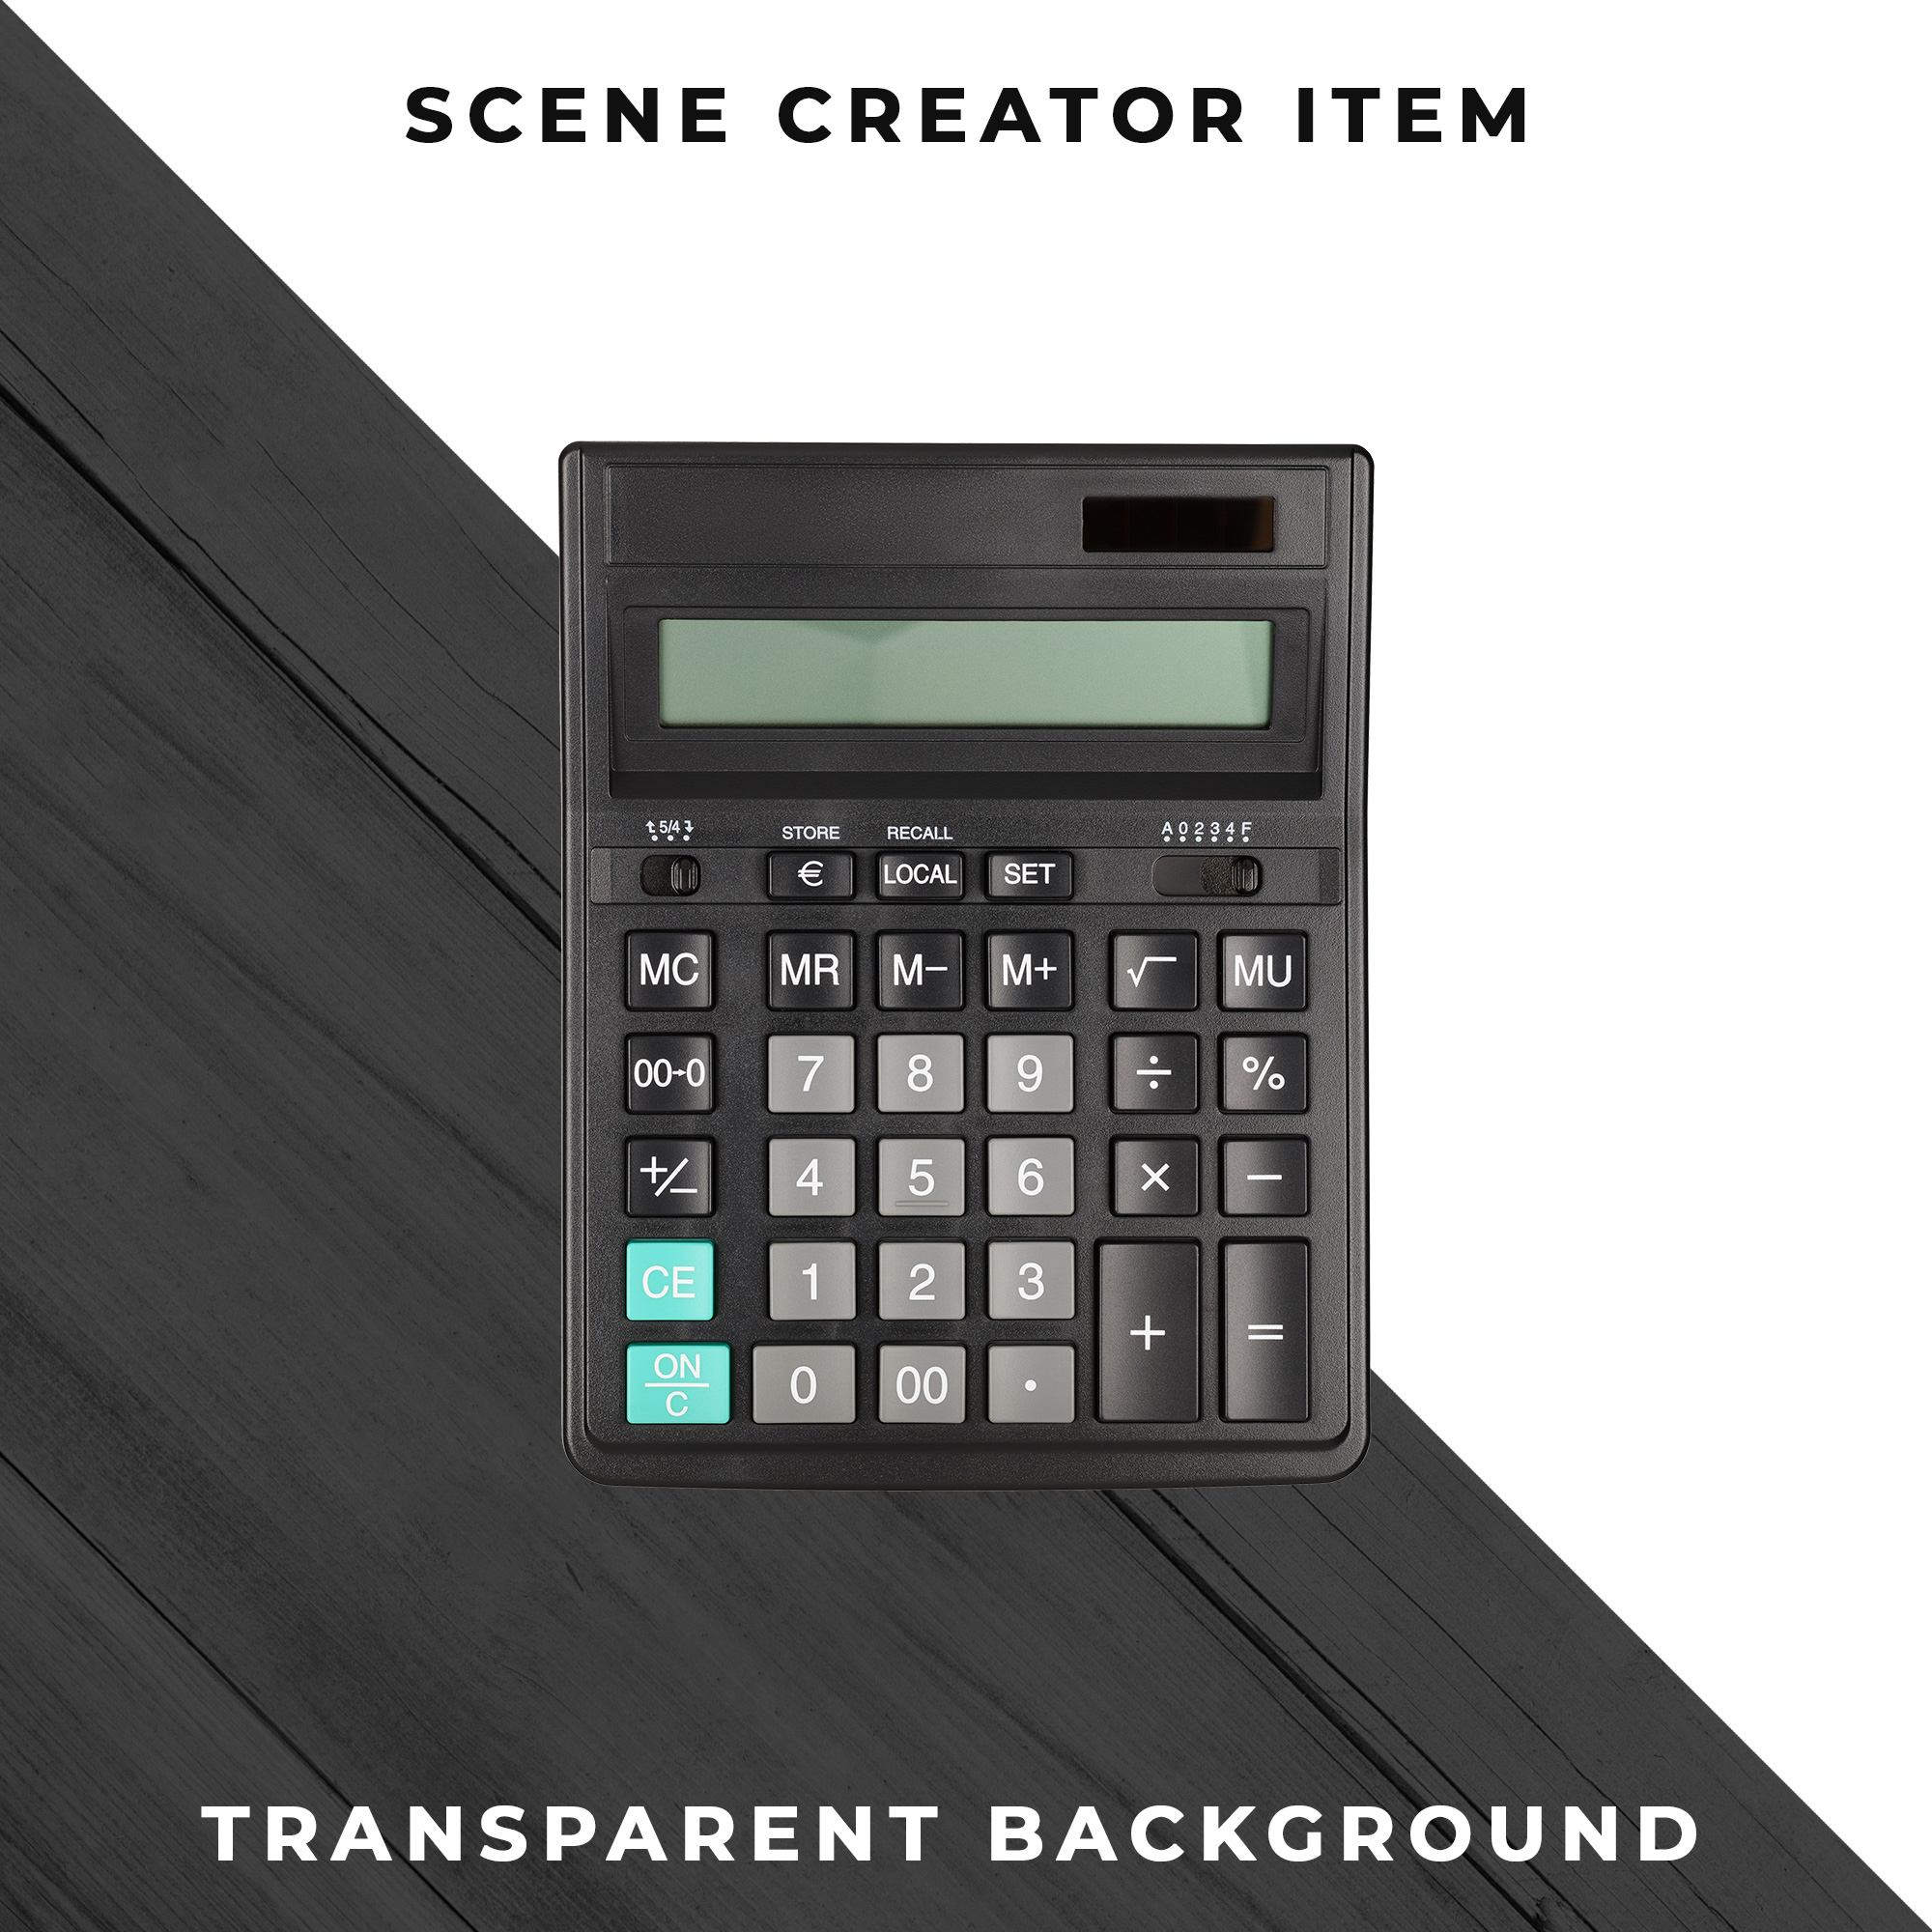 SCENE CREATOR ITEM
5/4 STORE RECALL A 0 2 3 4 F
€ LOCAL SET
MC MR M− M+ √ MU
00→0 7 8 9 ÷ %
+/− 4 5 6 × −
CE 1 2 3
+ =
ON
C 0 00 .
TRANSPARENT BACKGROUND